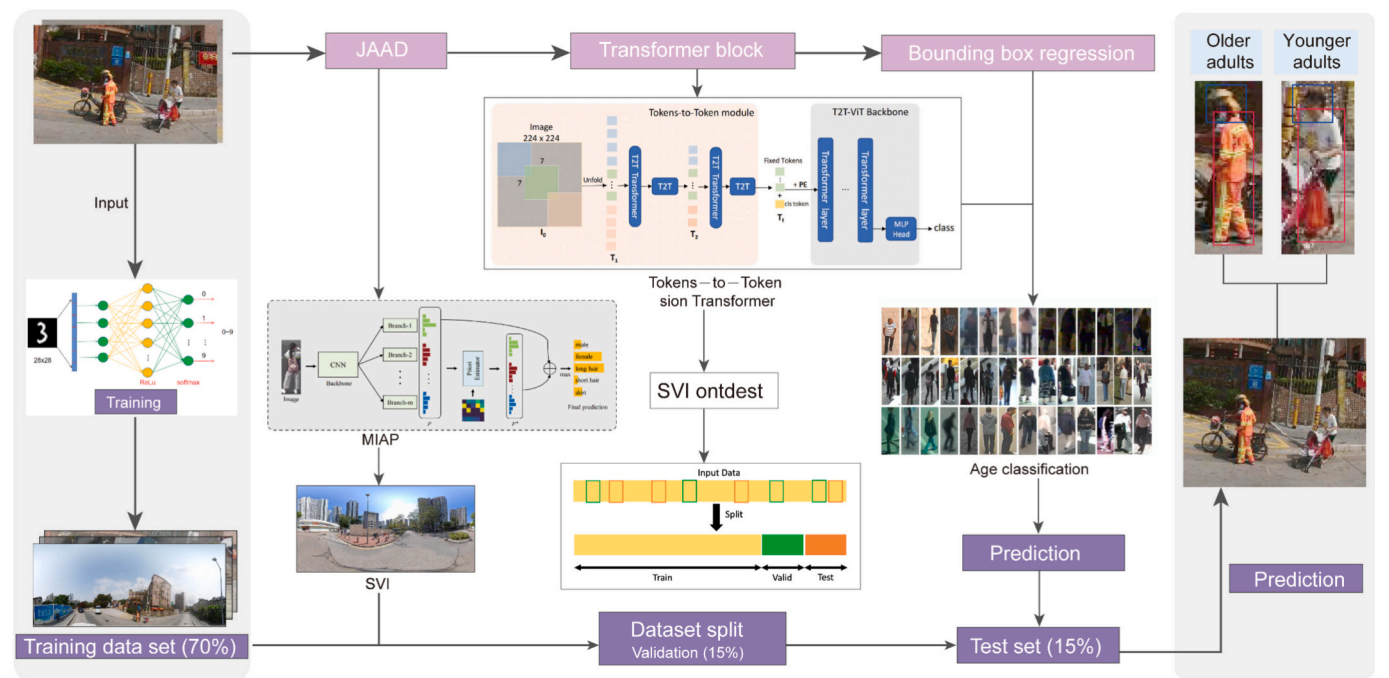 JAAD
Transformer block
Bounding box regression
Older
adults
Younger
adults
Input
Tokens-to-Token module
T2T-ViT Backbone
Image
224 x 224
7
7
Unfold
I₀
T₁
T2T Transformer
T2T
T₂
T2T Transformer
T2T
Fixed Tokens
+
cls token
T_f
+ PE
Transformer layer
...
Transformer layer
MLP
Head
class
Tokens－to－Token
sion Transformer
3
28x28
ReLu
softmax
0
1
9
0~9
Training
Image
CNN
Backbone
Branch-1
Branch-2
Branch-m
P
Priori
Estimator
max
male
female
long hair
short hair
skirt
Final prediction
MIAP
SVI ontdest
Age classification
Input Data
Split
Train
Valid
Test
SVI
Prediction
Prediction
Training data set (70%)
Dataset split
Validation (15%)
Test set (15%)